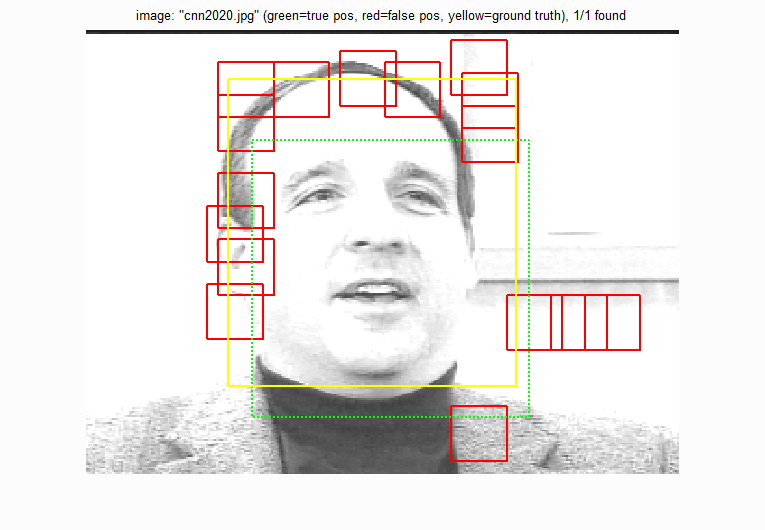 image: "cnn2020.jpg" (green=true pos, red=false pos, yellow=ground truth), 1/1 found